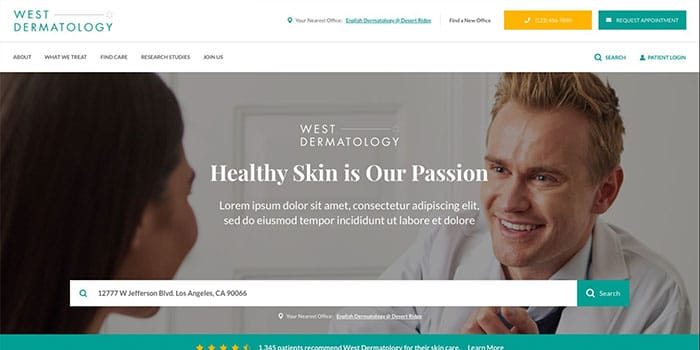 WEST
DERMATOLOGY
Your Nearest Office: English Dermatology @ Desert Ridge
Find a New Office
(123) 456-7890
REQUEST APPOINTMENT
ABOUT
WHAT WE TREAT
FIND CARE
RESEARCH STUDIES
JOIN US
SEARCH
PATIENT LOGIN
WEST
DERMATOLOGY
Healthy Skin is Our Passion
Lorem ipsum dolor sit amet, consectetur adipiscing elit,
sed do eiusmod tempor incididunt ut labore et dolore
12777 W Jefferson Blvd. Los Angeles, CA 90066
Search
Your Nearest Office: English Dermatology @ Desert Ridge
1,345 patients recommend West Dermatology for their skin care. Learn More